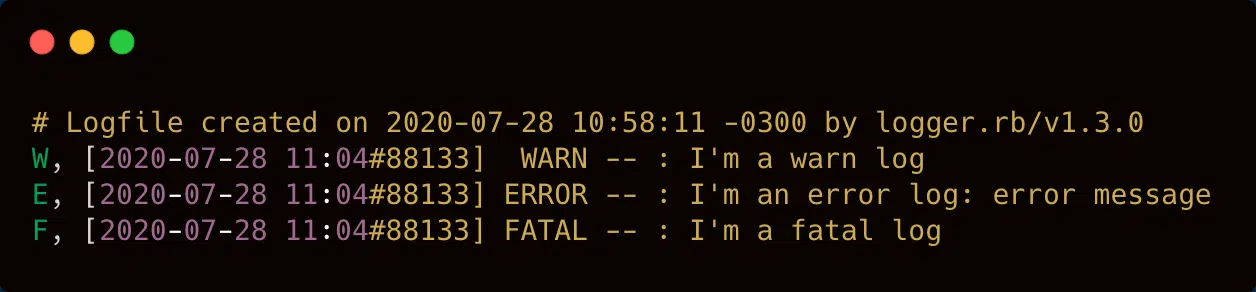 # Logfile created on 2020-07-28 10:58:11 -0300 by logger.rb/v1.3.0
W, [2020-07-28 11:04#88133]  WARN -- : I'm a warn log
E, [2020-07-28 11:04#88133] ERROR -- : I'm an error log: error message
F, [2020-07-28 11:04#88133] FATAL -- : I'm a fatal log